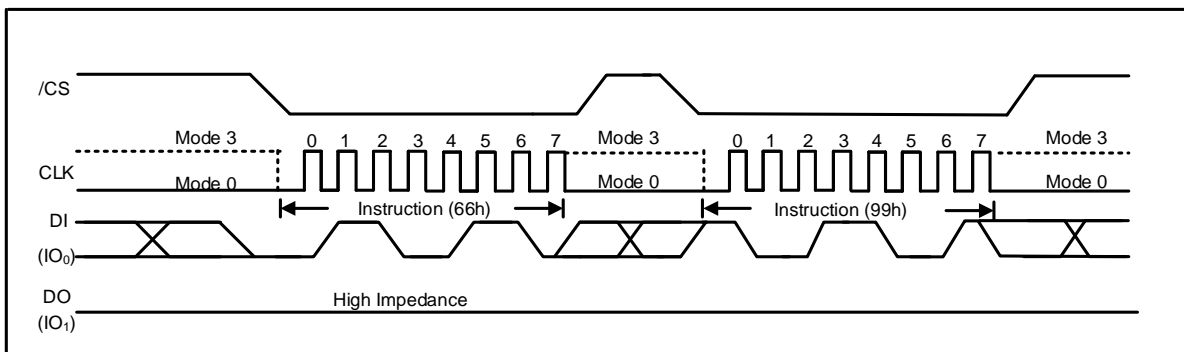 /CS
Mode 3 0 1 2 3 4 5 6 7 Mode 3 0 1 2 3 4 5 6 7 Mode 3
CLK
Mode 0 Mode 0 Mode 0
Instruction (66h) Instruction (99h)
DI
(IO₀)
DO High Impedance
(IO₁)